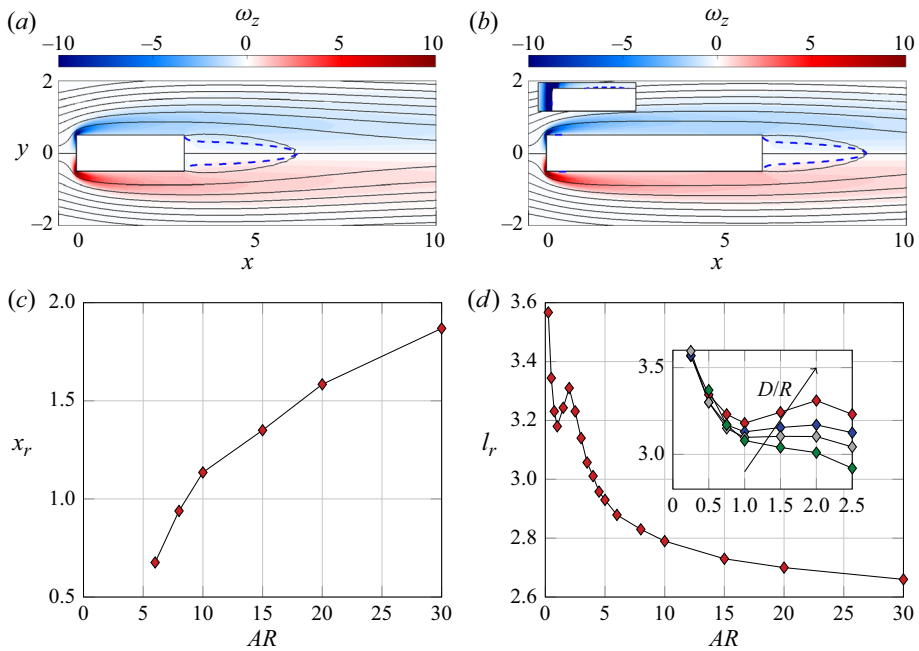 (a) ω_z (b) ω_z
−10 −5 0 5 10 −10 −5 0 5 10
2 2
y 0 0
−2 −2
0 5 10 0 5 10
x x
(c) (d)
2.0 3.6
3.4
1.5 3.2
x_r l_r 3.0
1.0 2.8
0.5 2.6
3.5
D/R
3.0
0 0.5 1.0 1.5 2.0 2.5
0 5 10 15 20 25 30 0 5 10 15 20 25 30
AR AR